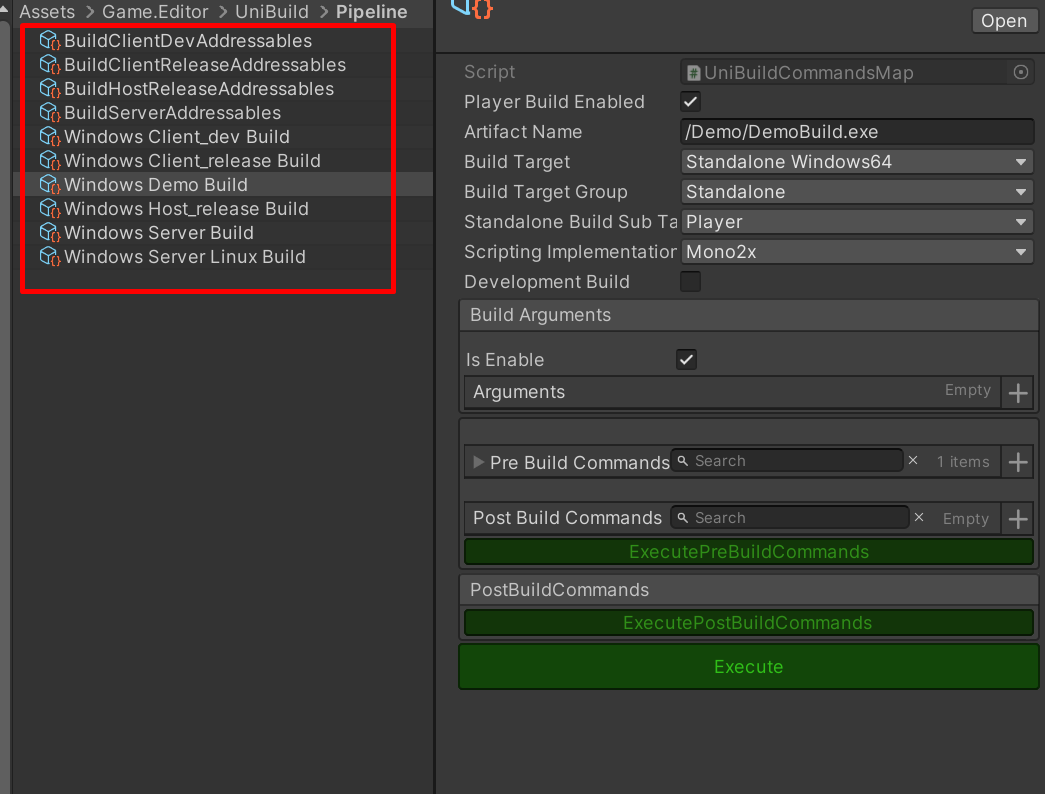 Assets > Game.Editor > UniBuild > Pipeline
BuildClientDevAddressables
BuildClientReleaseAddressables
BuildHostReleaseAddressables
BuildServerAddressables
Windows Client_dev Build
Windows Client_release Build
Windows Demo Build
Windows Host_release Build
Windows Server Build
Windows Server Linux Build
{}
Open
Script # UniBuildCommandsMap
Player Build Enabled
Artifact Name /Demo/DemoBuild.exe
Build Target Standalone Windows64
Build Target Group Standalone
Standalone Build Sub Ta Player
Scripting Implementation Mono2x
Development Build
Build Arguments
Is Enable
Arguments Empty +
Pre Build Commands Search × 1 items +
Post Build Commands Search × Empty +
ExecutePreBuildCommands
PostBuildCommands
ExecutePostBuildCommands
Execute